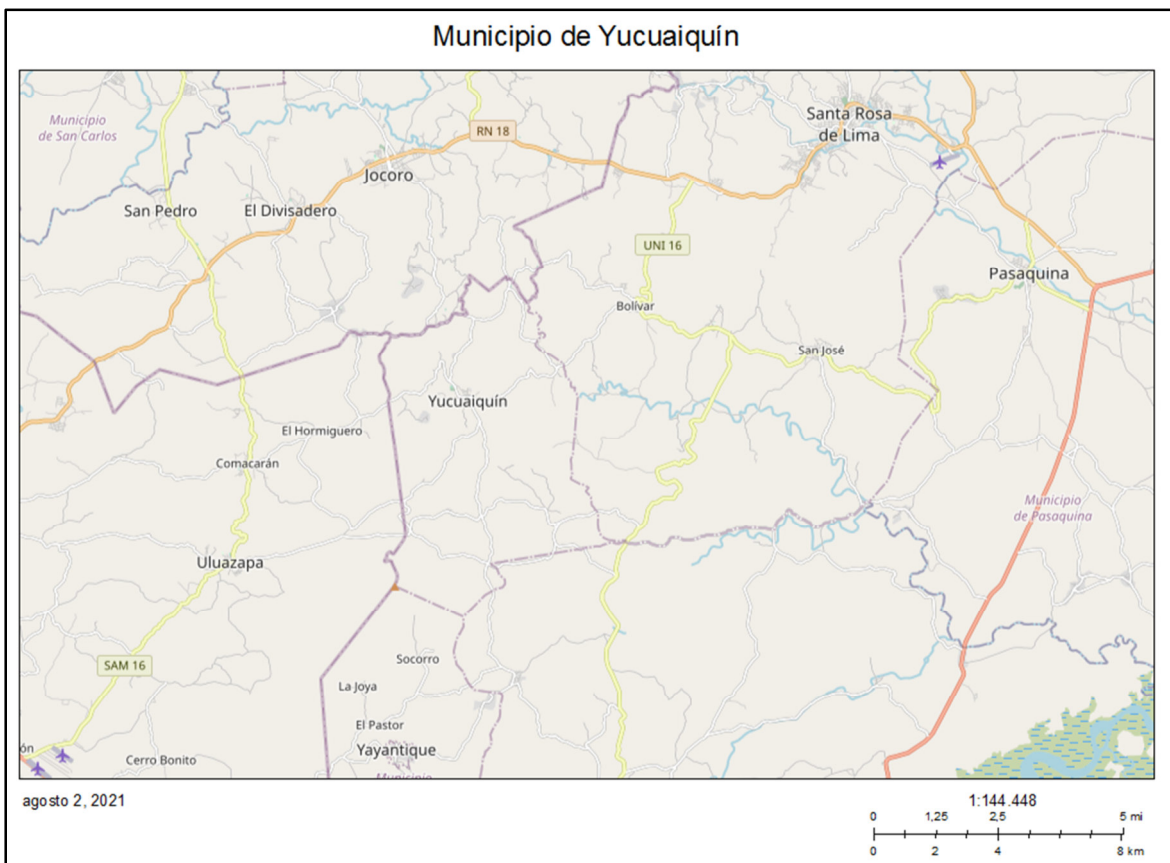 Municipio de Yucuaiquín
Municipio
de San Carlos
Santa Rosa
de Lima
RN 18
Jocoro
San Pedro
El Divisadero
UNI 16
Pasaquina
Bolívar
San José
Yucuaiquín
El Hormiguero
Comacarán
Municipio
de Pasaquina
Uluazapa
SAM 16
Socorro
La Joya
El Pastor
Yayantique
ón
Cerro Bonito
Municipio
agosto 2, 2021
1:144.448
0 1,25 2,5 5 mi
0 2 4 8 km